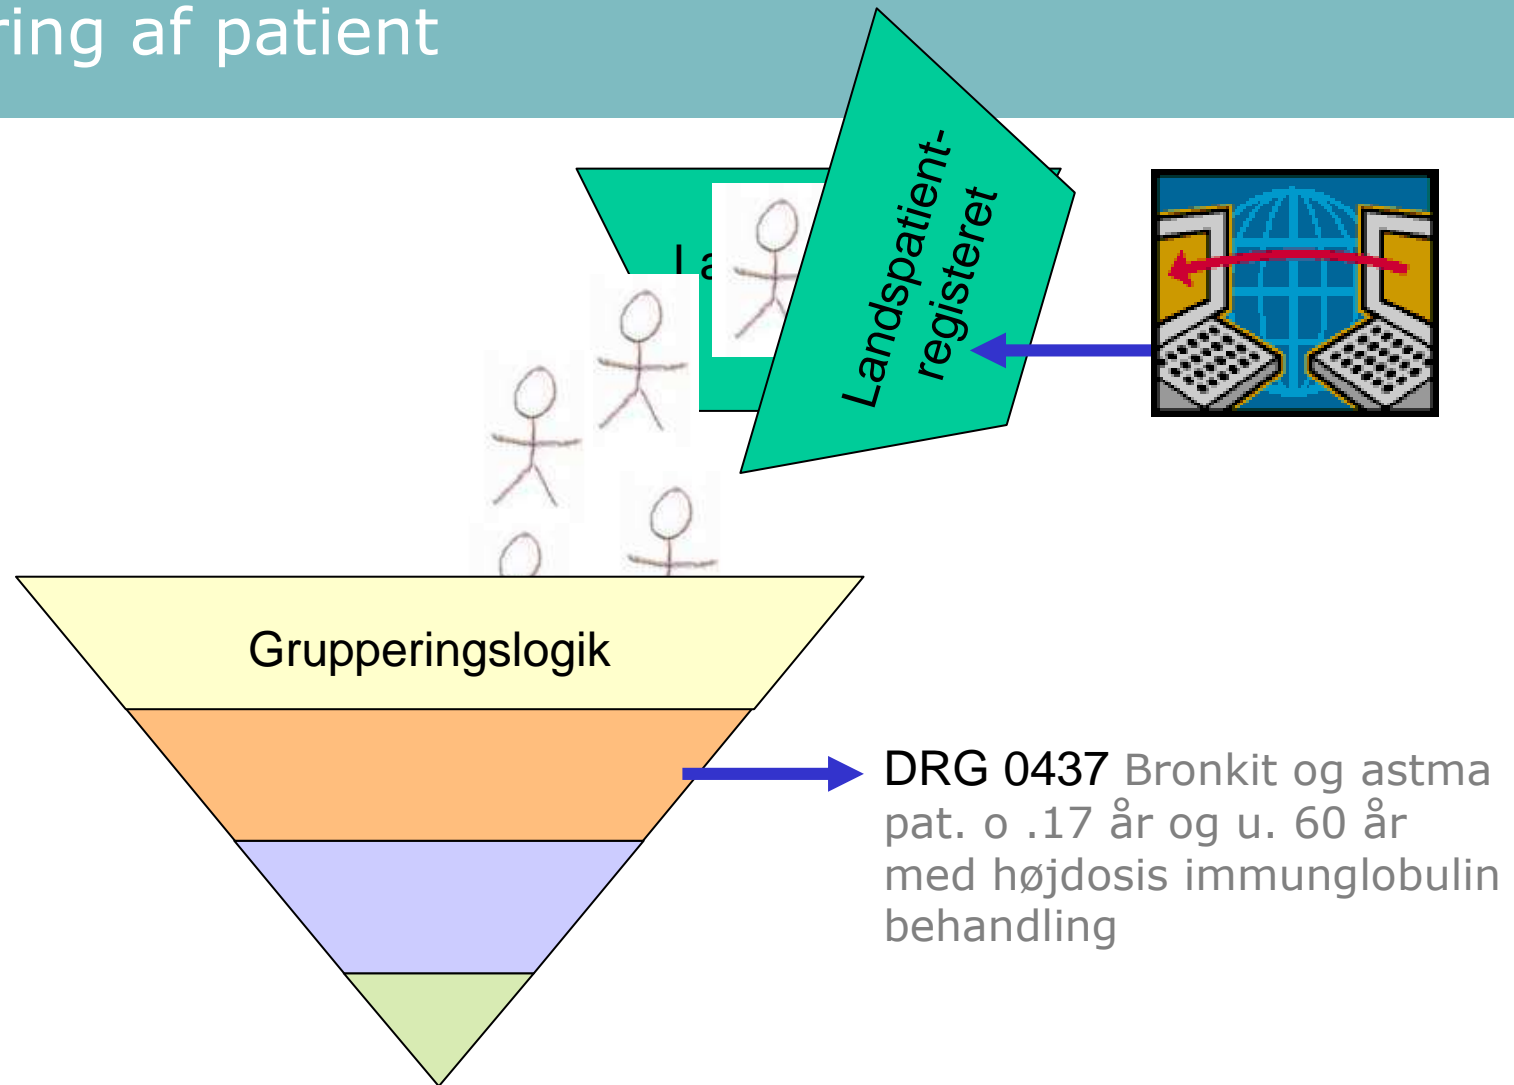 ring af patient
La
Landspatient-
registeret
Grupperingslogik
DRG 0437 Bronkit og astma
pat. o .17 år og u. 60 år
med højdosis immunglobulin
behandling